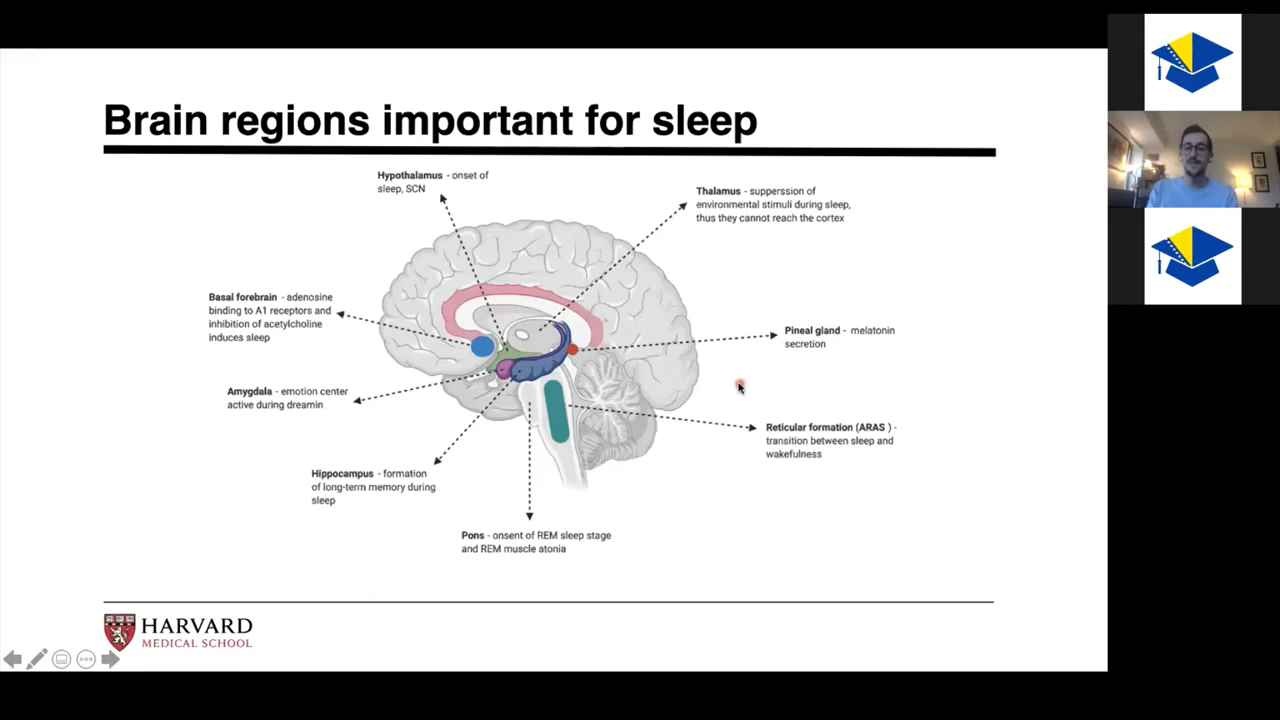 Brain regions important for sleep
Hypothalamus - onset of
sleep, SCN
Thalamus - supperssion of
environmental stimuli during sleep,
thus they cannot reach the cortex
Basal forebrain - adenosine
binding to A1 receptors and
inhibition of acetylcholine
induces sleep
Pineal gland - melatonin
secretion
Amygdala - emotion center
active during dreamin
Reticular formation (ARAS ) -
transition between sleep and
wakefulness
Hippocampus - formation
of long-term memory during
sleep
Pons - onsent of REM sleep stage
and REM muscle atonia
HARVARD
MEDICAL SCHOOL